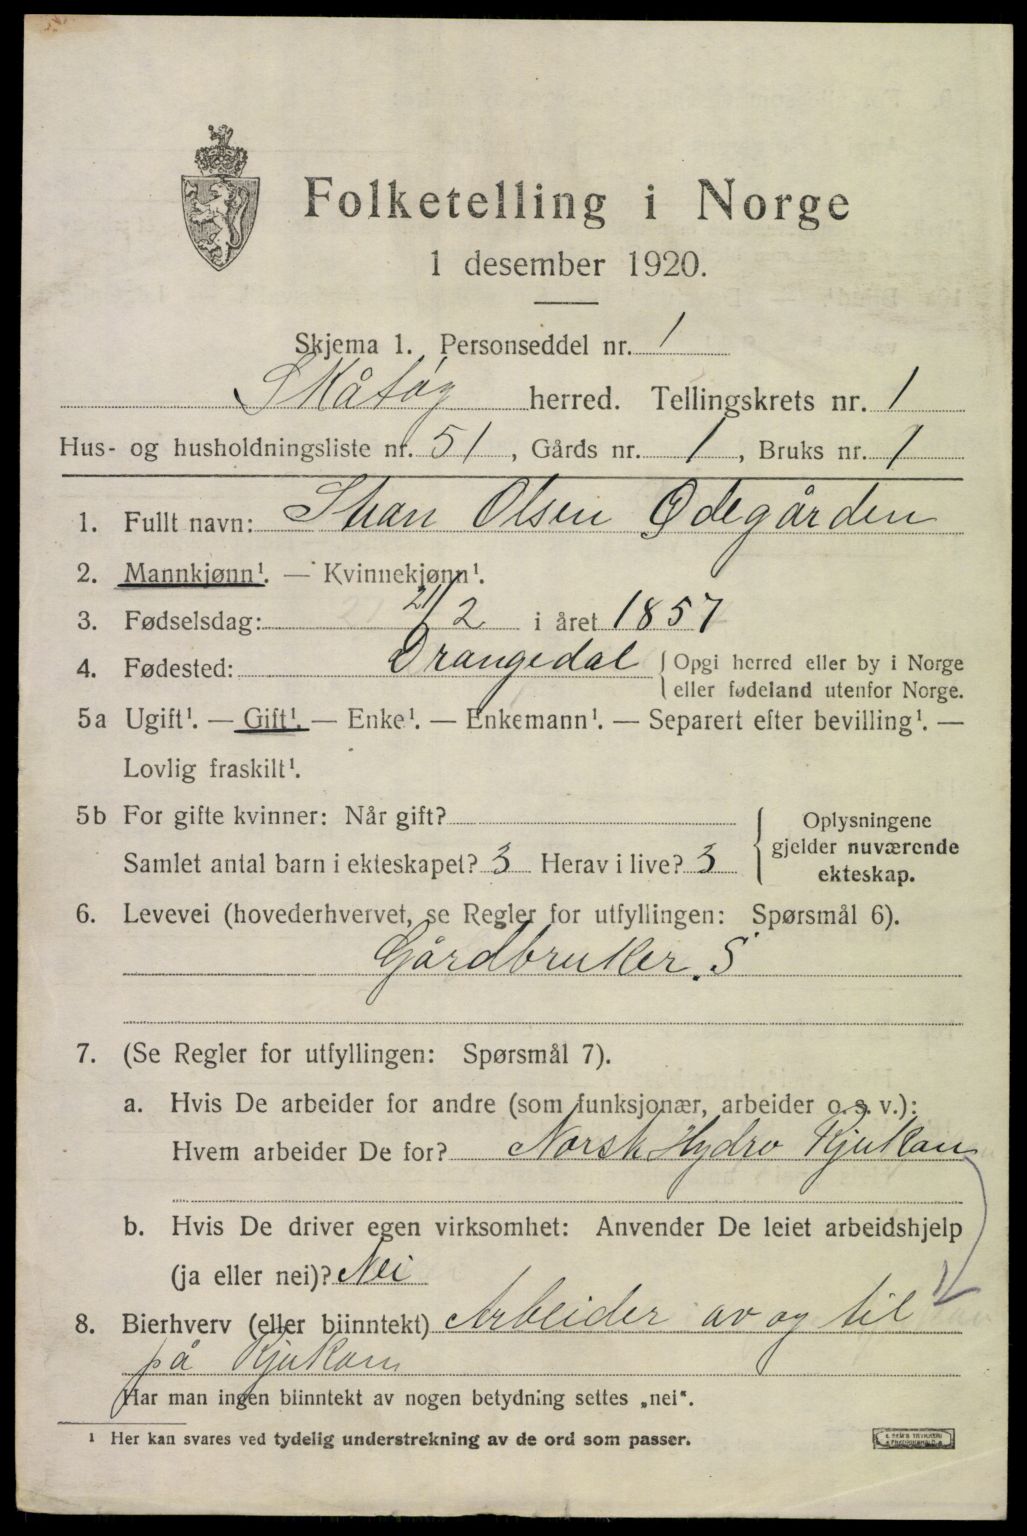 Folketelling i Norge
1 desember 1920.
Skjema 1. Personseddel nr. 1
Skåtøy herred. Tellingskrets nr. 1
Hus- og husholdningsliste nr. 51, Gårds nr. 1, Bruks nr. 1
1. Fullt navn: Olsen Ødegården
2. Mannkjønn¹. — Kvinnekjønn¹.
3. Fødselsdag: 21/2 i året 1857
4. Fødested: Drangedal { Opgi herred eller by i Norge
eller fødeland utenfor Norge.
5a Ugift¹. — Gift¹. — Enke¹. — Enkemann¹. — Separert efter bevilling¹. —
Lovlig fraskilt¹.
5b For gifte kvinner: Når gift?
Samlet antal barn i ekteskapet? 3 Herav i live? 3
{ Oplysningene
gjelder nuværende
ekteskap.
6. Levevei (hovederhvervet, se Regler for utfyllingen: Spørsmål 6).
Gårdbruker. S
7. (Se Regler for utfyllingen: Spørsmål 7).
a. Hvis De arbeider for andre (som funksjonær, arbeider o. s. v.):
Hvem arbeider De for? Norsk Hydro Rjukan
b. Hvis De driver egen virksomhet: Anvender De leiet arbeidshjelp
(ja eller nei)? Nei
8. Bierhverv (eller biinntekt) Arbeider av og til
på Rjukan
Har man ingen biinntekt av nogen betydning settes „nei“.
¹ Her kan svares ved tydelig understrekning av de ord som passer.